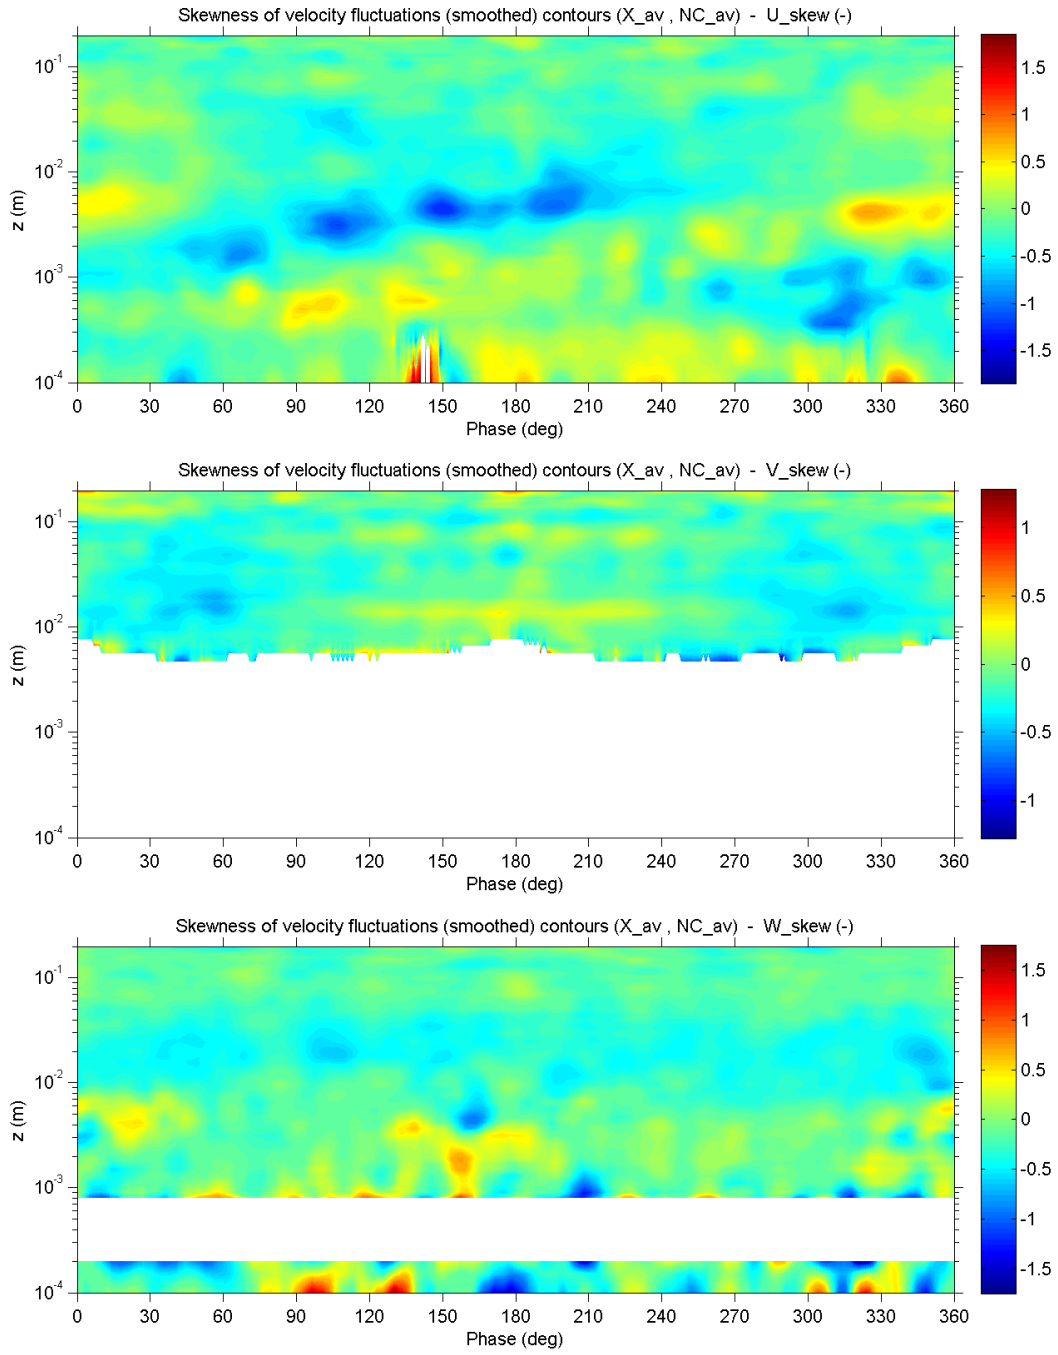 Skewness of velocity fluctuations (smoothed) contours (X_av , NC_av)  -  U_skew (-)
z (m)
10-1
10-2
10-3
10-4
0 30 60 90 120 150 180 210 240 270 300 330 360
Phase (deg)
1.5
1
0.5
0
-0.5
-1
-1.5
Skewness of velocity fluctuations (smoothed) contours (X_av , NC_av)  -  V_skew (-)
z (m)
10-1
10-2
10-3
10-4
0 30 60 90 120 150 180 210 240 270 300 330 360
Phase (deg)
1
0.5
0
-0.5
-1
Skewness of velocity fluctuations (smoothed) contours (X_av , NC_av)  -  W_skew (-)
z (m)
10-1
10-2
10-3
10-4
0 30 60 90 120 150 180 210 240 270 300 330 360
Phase (deg)
1.5
1
0.5
0
-0.5
-1
-1.5